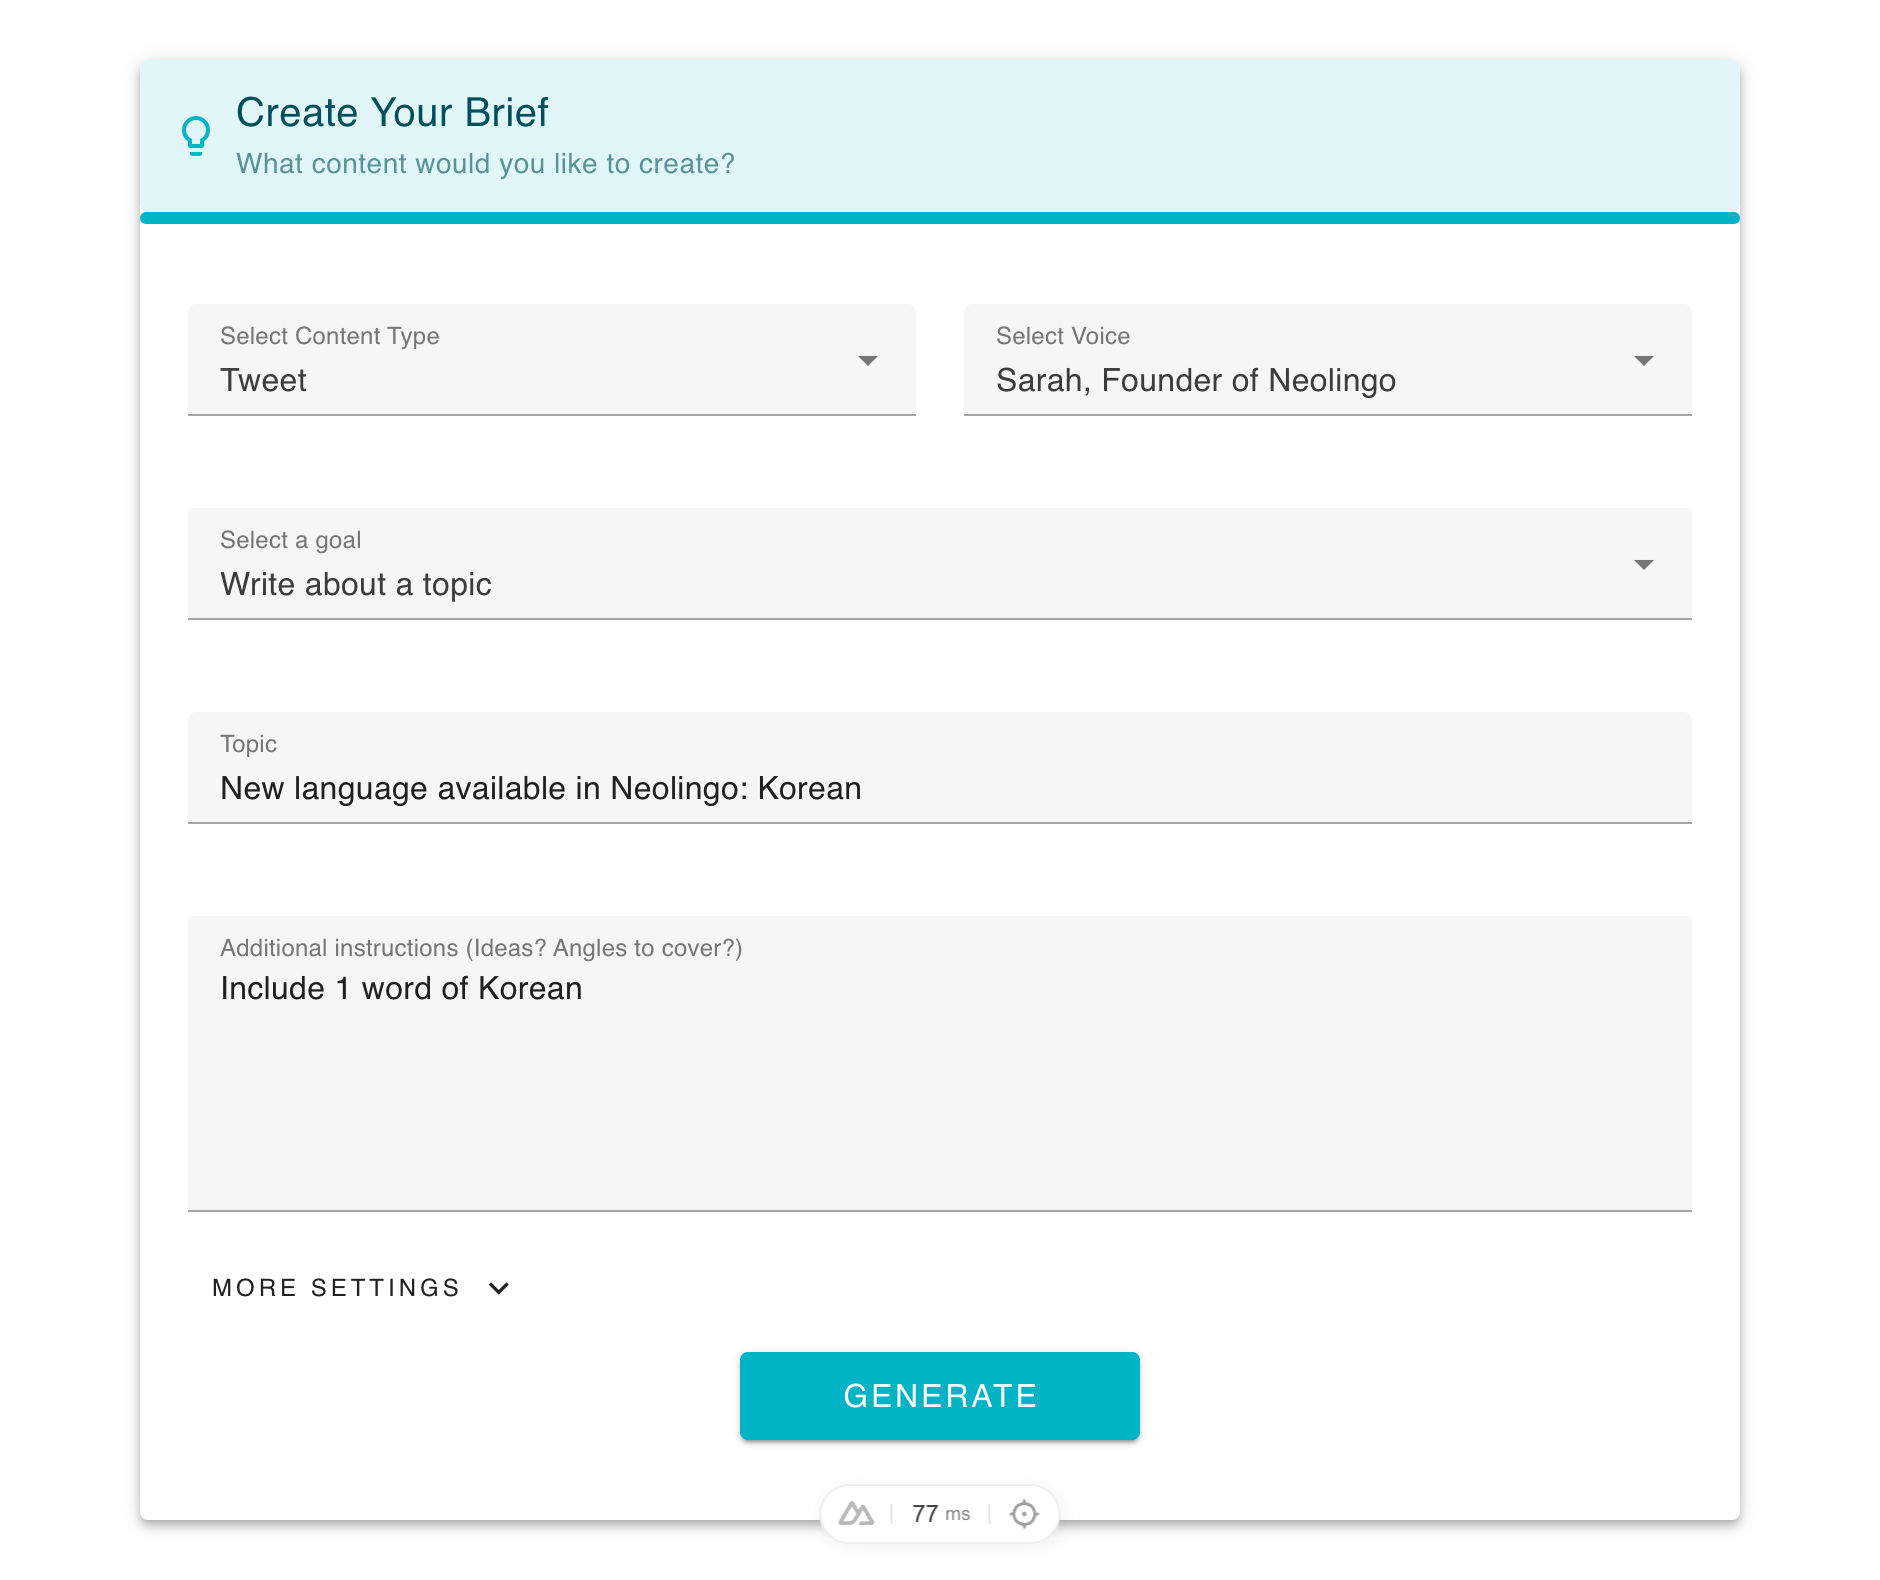 Create Your Brief
What content would you like to create?
Select Content Type
Tweet
Select Voice
Sarah, Founder of Neolingo
Select a goal
Write about a topic
Topic
New language available in Neolingo: Korean
Additional instructions (Ideas? Angles to cover?)
Include 1 word of Korean
MORE SETTINGS
GENERATE
77 ms